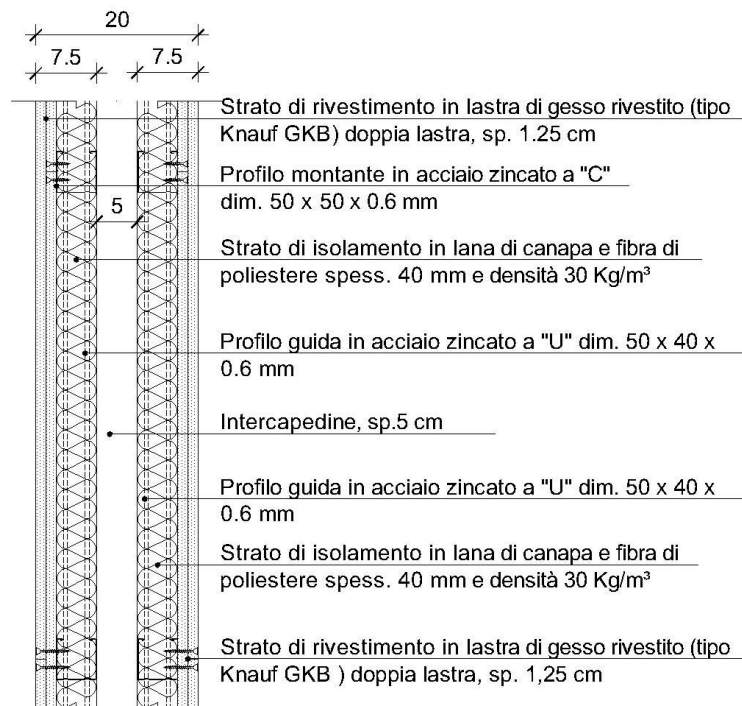 20
7.5
7.5
Strato di rivestimento in lastra di gesso rivestito (tipo
Knauf GKB) doppia lastra, sp. 1.25 cm
Profilo montante in acciaio zincato a "C"
dim. 50 x 50 x 0.6 mm
5
Strato di isolamento in lana di canapa e fibra di
poliestere spess. 40 mm e densità 30 Kg/m³
Profilo guida in acciaio zincato a "U" dim. 50 x 40 x
0.6 mm
Intercapedine, sp.5 cm
Profilo guida in acciaio zincato a "U" dim. 50 x 40 x
0.6 mm
Strato di isolamento in lana di canapa e fibra di
poliestere spess. 40 mm e densità 30 Kg/m³
Strato di rivestimento in lastra di gesso rivestito (tipo
Knauf GKB ) doppia lastra, sp. 1,25 cm